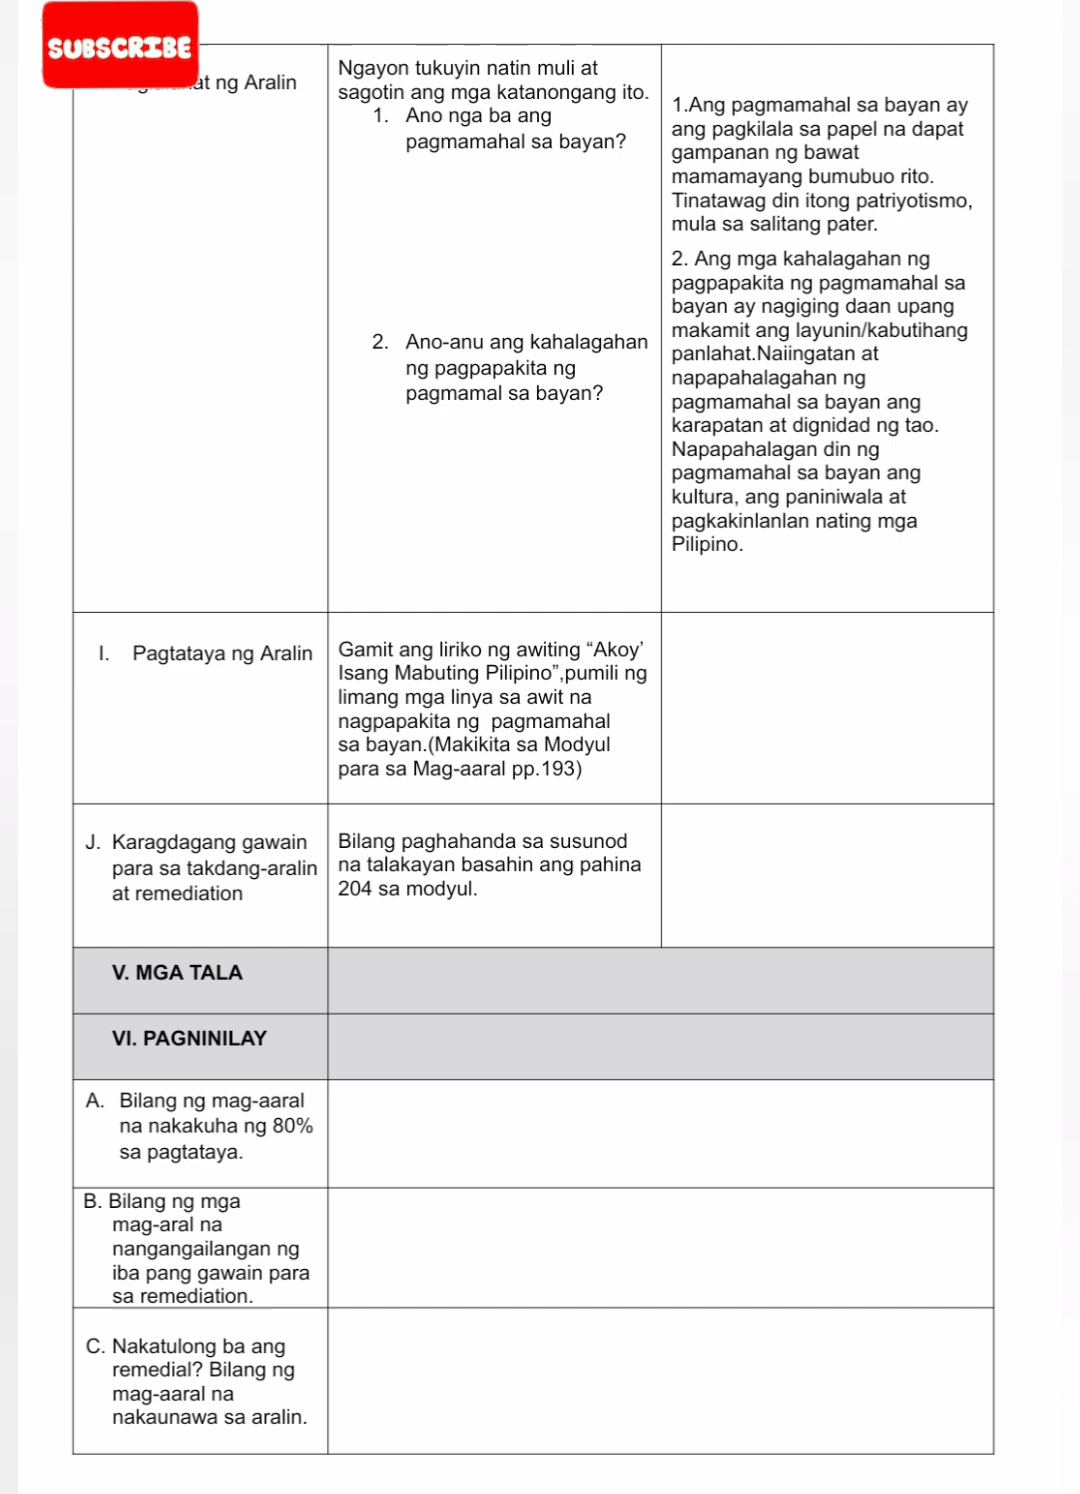 SUBSCRIBE
at ng Aralin
Ngayon tukuyin natin muli at
sagotin ang mga katanongang ito.
1. Ano nga ba ang
pagmamahal sa bayan?
2. Ano-anu ang kahalagahan
ng pagpapakita ng
pagmamal sa bayan?
1.Ang pagmamahal sa bayan ay
ang pagkilala sa papel na dapat
gampanan ng bawat
mamamayang bumubuo rito.
Tinatawag din itong patriyotismo,
mula sa salitang pater.
2. Ang mga kahalagahan ng
pagpapakita ng pagmamahal sa
bayan ay nagiging daan upang
makamit ang layunin/kabutihang
panlahat.Naiingatan at
napapahalagahan ng
pagmamahal sa bayan ang
karapatan at dignidad ng tao.
Napapahalagan din ng
pagmamahal sa bayan ang
kultura, ang paniniwala at
pagkakinlanlan nating mga
Pilipino.
I. Pagtataya ng Aralin
Gamit ang liriko ng awiting “Akoy’
Isang Mabuting Pilipino”,pumili ng
limang mga linya sa awit na
nagpapakita ng pagmamahal
sa bayan.(Makikita sa Modyul
para sa Mag-aaral pp.193)
J. Karagdagang gawain
para sa takdang-aralin
at remediation
Bilang paghahanda sa susunod
na talakayan basahin ang pahina
204 sa modyul.
V. MGA TALA
VI. PAGNINILAY
A. Bilang ng mag-aaral
na nakakuha ng 80%
sa pagtataya.
B. Bilang ng mga
mag-aral na
nangangailangan ng
iba pang gawain para
sa remediation.
C. Nakatulong ba ang
remedial? Bilang ng
mag-aaral na
nakaunawa sa aralin.